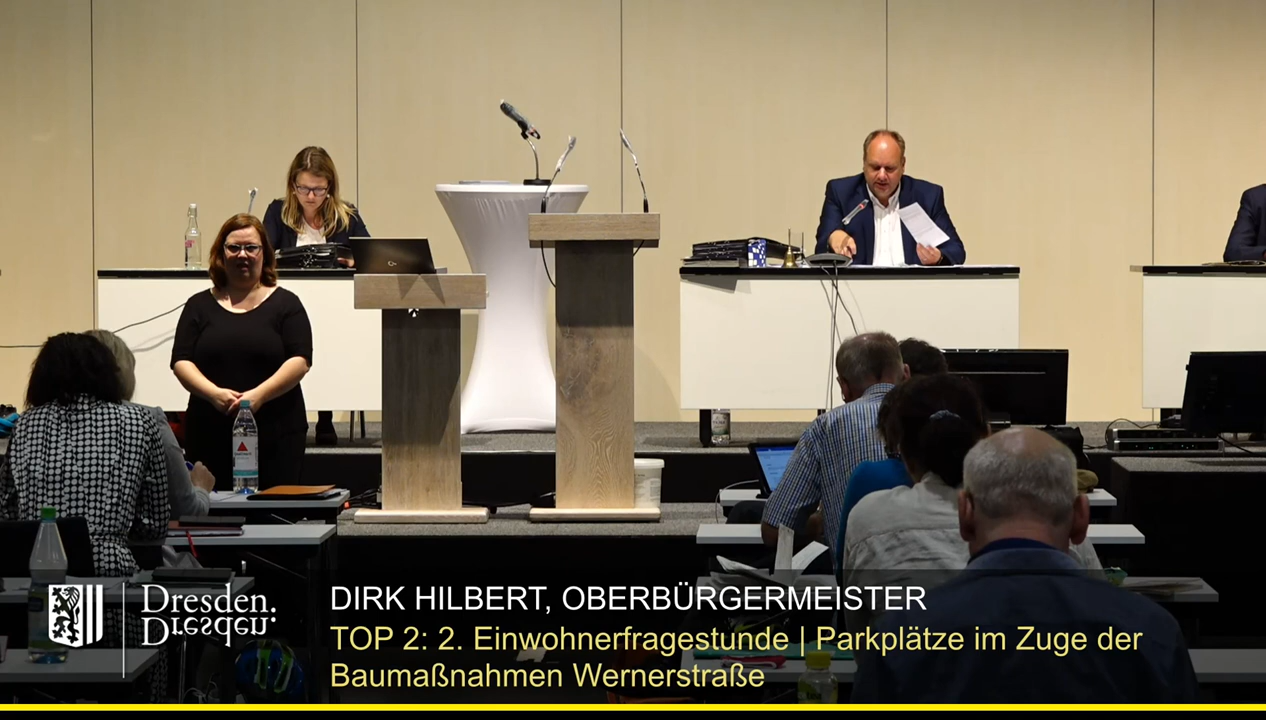 Dresden.
Dresden.
DIRK HILBERT, OBERBÜRGERMEISTER
TOP 2: 2. Einwohnerfragestunde | Parkplätze im Zuge der
Baumaßnahmen Wernerstraße